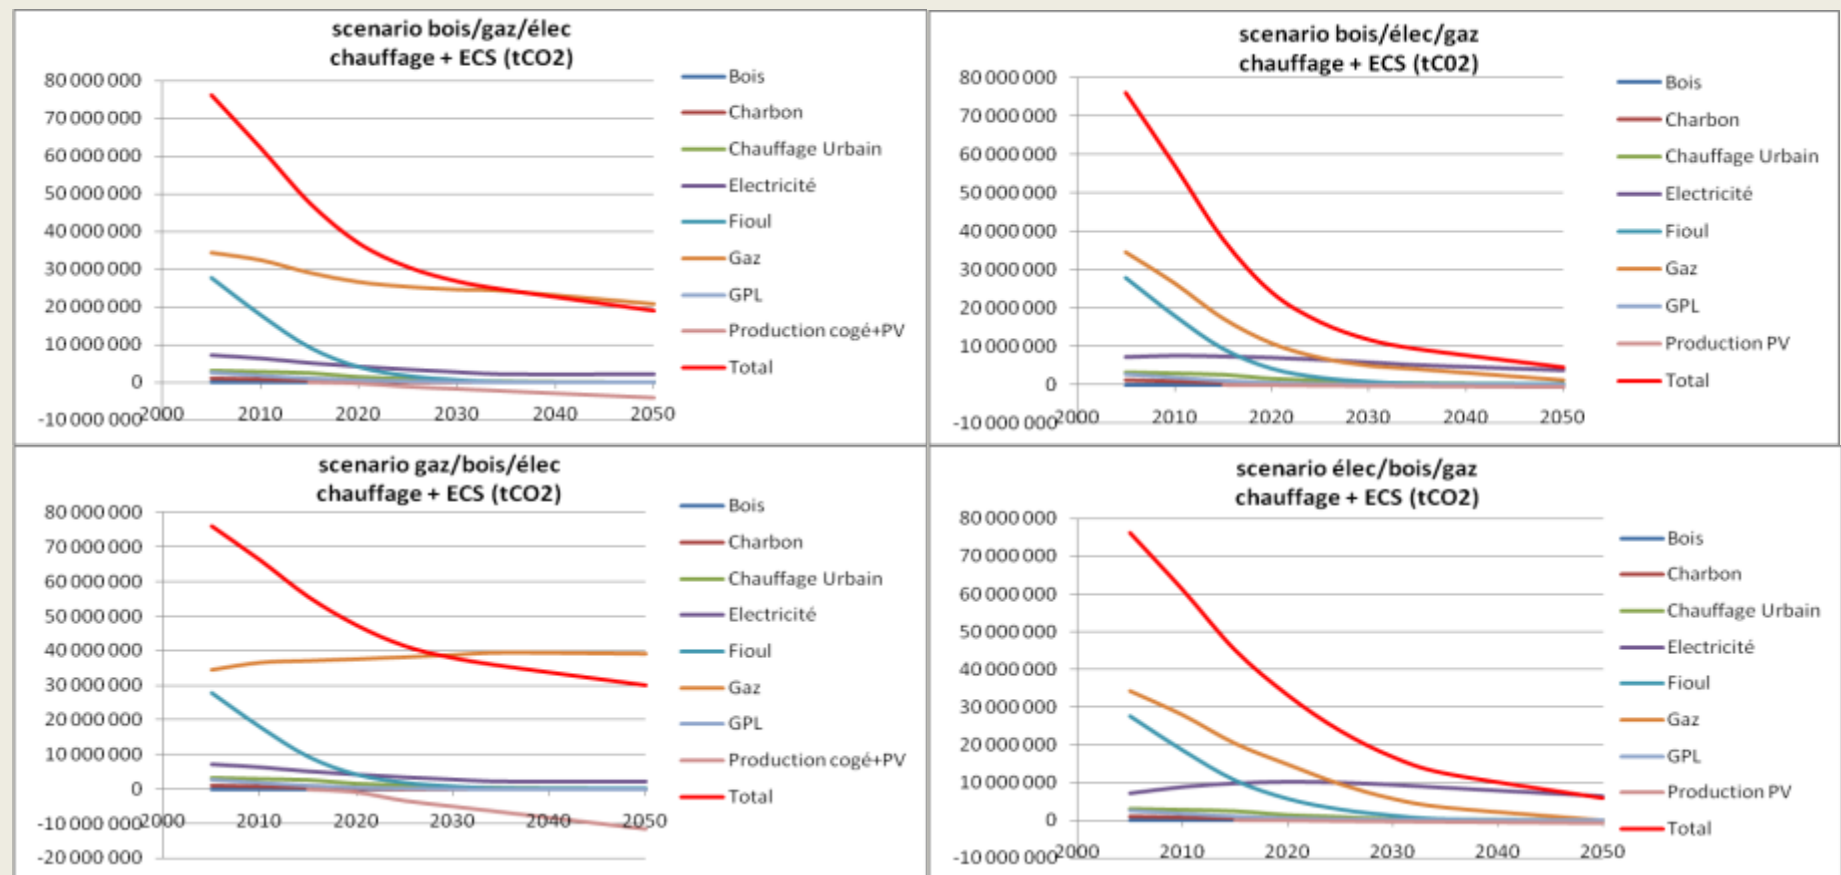 scenario bois/gaz/élec
chauffage + ECS (tCO2)
80 000 000
70 000 000
60 000 000
50 000 000
40 000 000
30 000 000
20 000 000
10 000 000
0
-10 000 000
2000 2010 2020 2030 2040 2050
Bois
Charbon
Chauffage Urbain
Electricité
Fioul
Gaz
GPL
Production cogé+PV
Total
scenario bois/élec/gaz
chauffage + ECS (tC02)
80 000 000
70 000 000
60 000 000
50 000 000
40 000 000
30 000 000
20 000 000
10 000 000
0
-10 000 000
2000 2010 2020 2030 2040 2050
Bois
Charbon
Chauffage Urbain
Electricité
Fioul
Gaz
GPL
Production PV
Total
scenario gaz/bois/élec
chauffage + ECS (tCO2)
80 000 000
70 000 000
60 000 000
50 000 000
40 000 000
30 000 000
20 000 000
10 000 000
0
-10 000 000
-20 000 000
2000 2010 2020 2030 2040 2050
Bois
Charbon
Chauffage Urbain
Electricité
Fioul
Gaz
GPL
Production cogé+PV
Total
scenario élec/bois/gaz
chauffage + ECS (tCO2)
80 000 000
70 000 000
60 000 000
50 000 000
40 000 000
30 000 000
20 000 000
10 000 000
0
-10 000 000
2000 2010 2020 2030 2040 2050
Bois
Charbon
Chauffage Urbain
Electricité
Fioul
Gaz
GPL
Production PV
Total